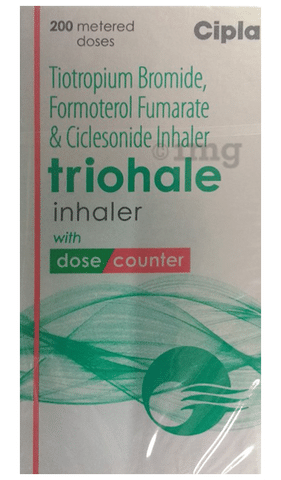 200 metered
doses
Cipla
Tiotropium Bromide,
Formoterol Fumarate
& Ciclesonide Inhaler
triohale
inhaler
with
dose counter